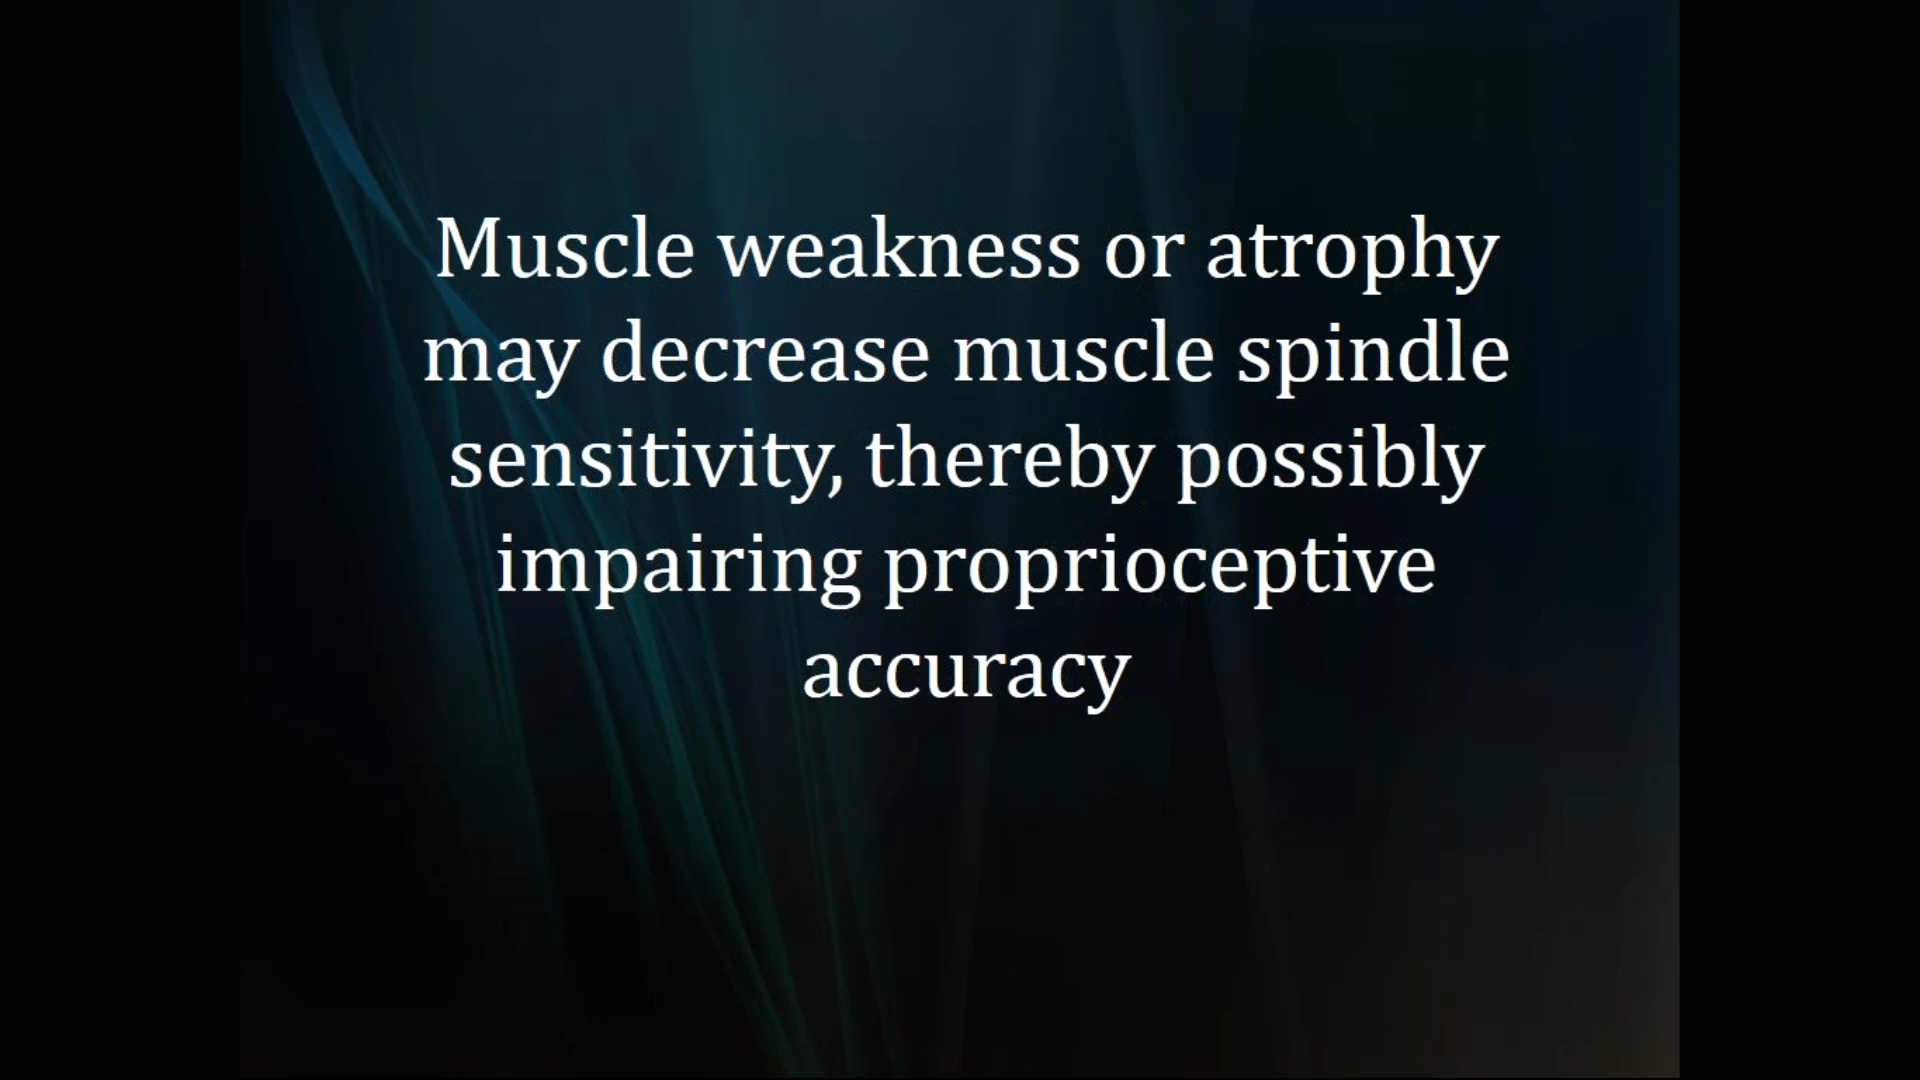 Muscle weakness or atrophy
may decrease muscle spindle
sensitivity, thereby possibly
impairing proprioceptive
accuracy